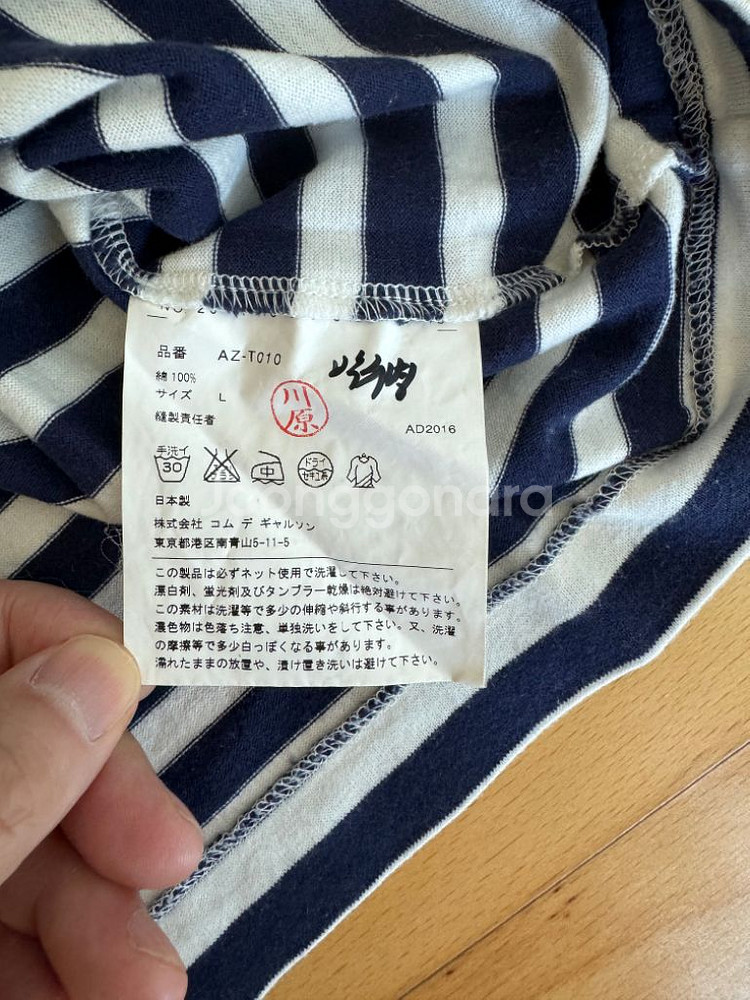 品番 AZ-T010
綿 100%
サイズ L
川原
縫製責任者
AD2016
手洗イ
30
中
ドライ
セキユ系
日本製
株式会社 コム デ ギャルソン
東京都港区南青山5-11-5
Joonggonara
この製品は必ずネット使用で洗濯して下さい。
漂白剤、蛍光剤及びタンブラー乾燥は絶対避けて下さい。
この素材は洗濯等で多少の伸縮や斜行する事があります。
濃色物は色落ち注意、単独洗いをして下さい。又、洗濯
の摩擦等で多少白っぽくなる事があります。
濡れたままの放置や、漬け置き洗いは避けて下さい。